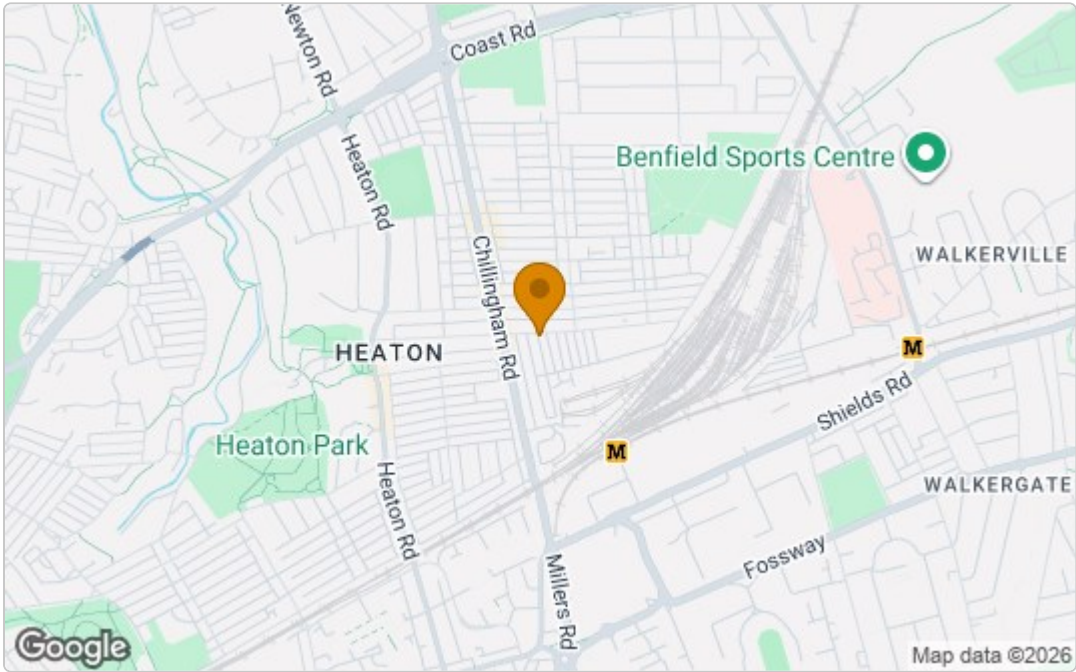 Newton Rd
Coast Rd
Heaton Rd
Benfield Sports Centre
Chillingham Rd
WALKERVILLE
HEATON
M
Shields Rd
Heaton Park
M
Heaton Rd
WALKERGATE
Fossway
Millers Rd
Google
Map data ©2026